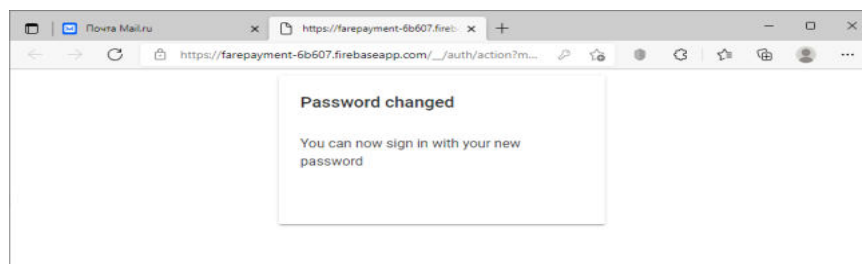 Почта Mail.ru
https://farepayment-6b607.fireb
https://farepayment-6b607.firebaseapp.com/__/auth/action?m...
Password changed
You can now sign in with your new
password